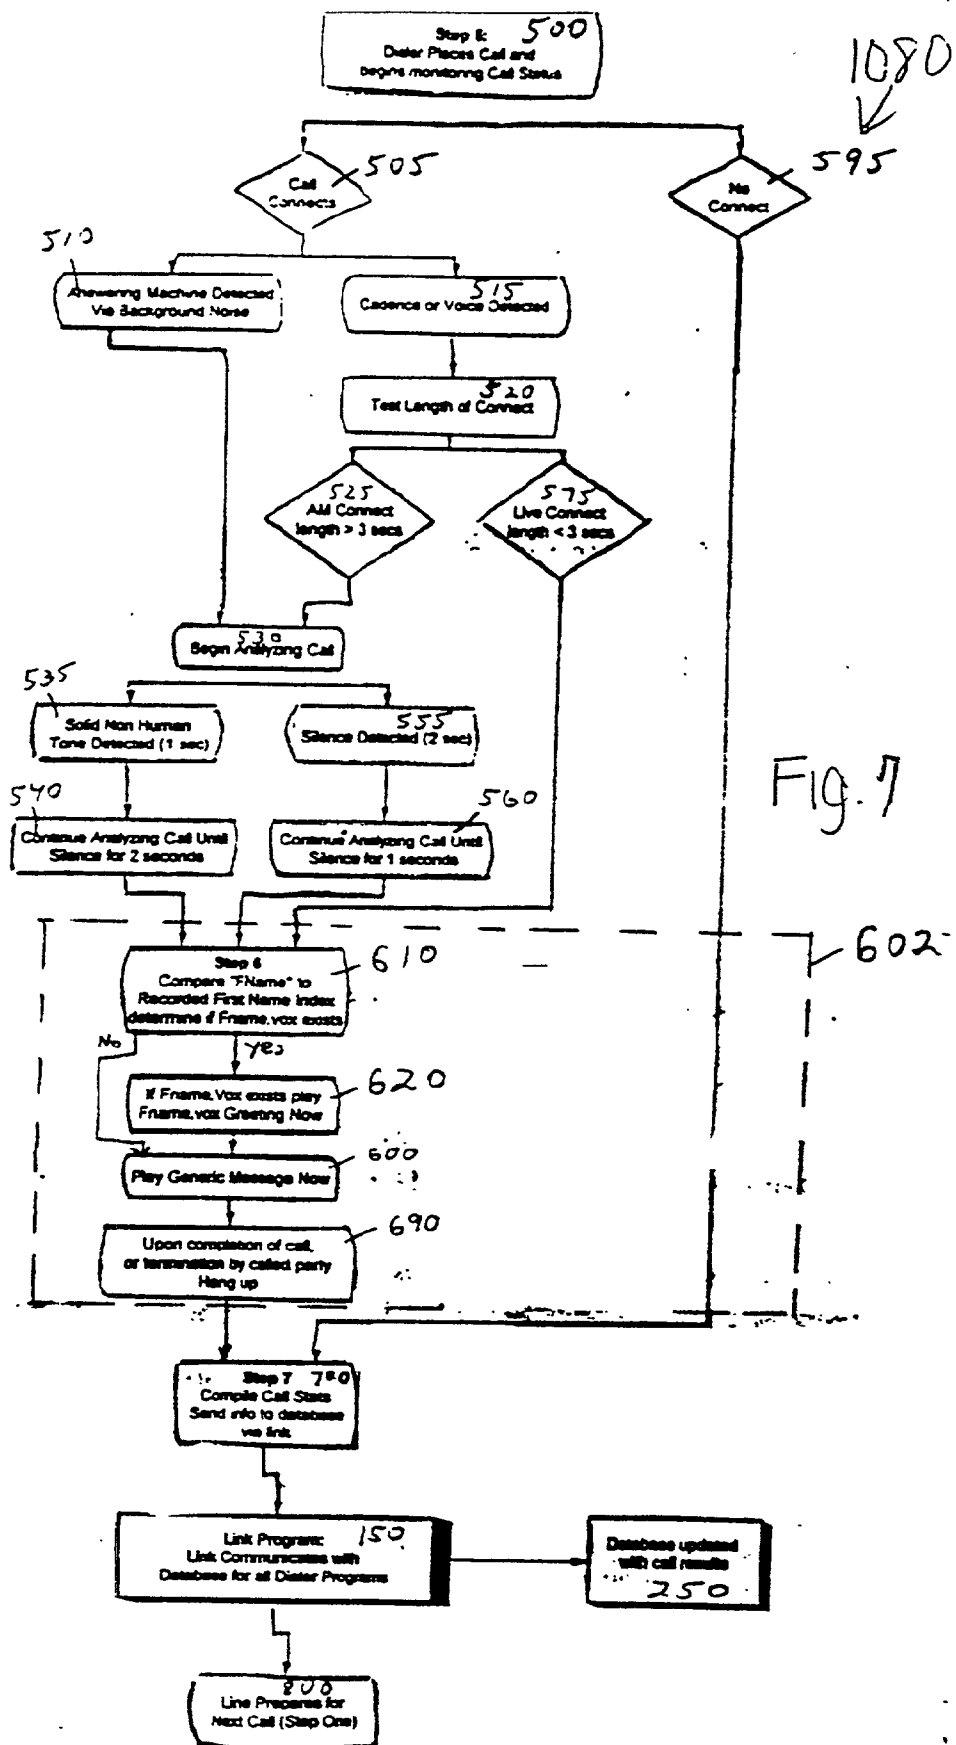 Step 5: 500
Dialer Places Call and
begins monitoring Call Status
1080
505
Call
Connects
595
No
Connect
510
Answering Machine Detected
Via Background Noise
515
Cadence or Voice Detected
520
Test Length of Connect
525
AM Connect
length > 3 secs
575
Live Connect
length < 3 secs
530
Begin Analyzing Call
535
Solid Non Human
Tone Detected (1 sec)
555
Silence Detected (2 sec)
Fig. 7
540
Continue Analyzing Call Until
Silence for 2 seconds
560
Continue Analyzing Call Until
Silence for 1 seconds
602
Step 6
610
Compare "FName" to
Recorded First Name Index
determine if Fname.vox exists
No
yes
620
If Fname.Vox exists play
Fname.vox Greeting Now
600
Play Generic Message Now
690
Upon completion of call,
or termination by called party
Hang up
Step 7 700
Compile Call Stats
Send info to database
via link
Link Program: 150
Link Communicates with
Database for all Dialer Programs
Database updated
with call results
250
800
Line Prepares for
Next Call (Step One)